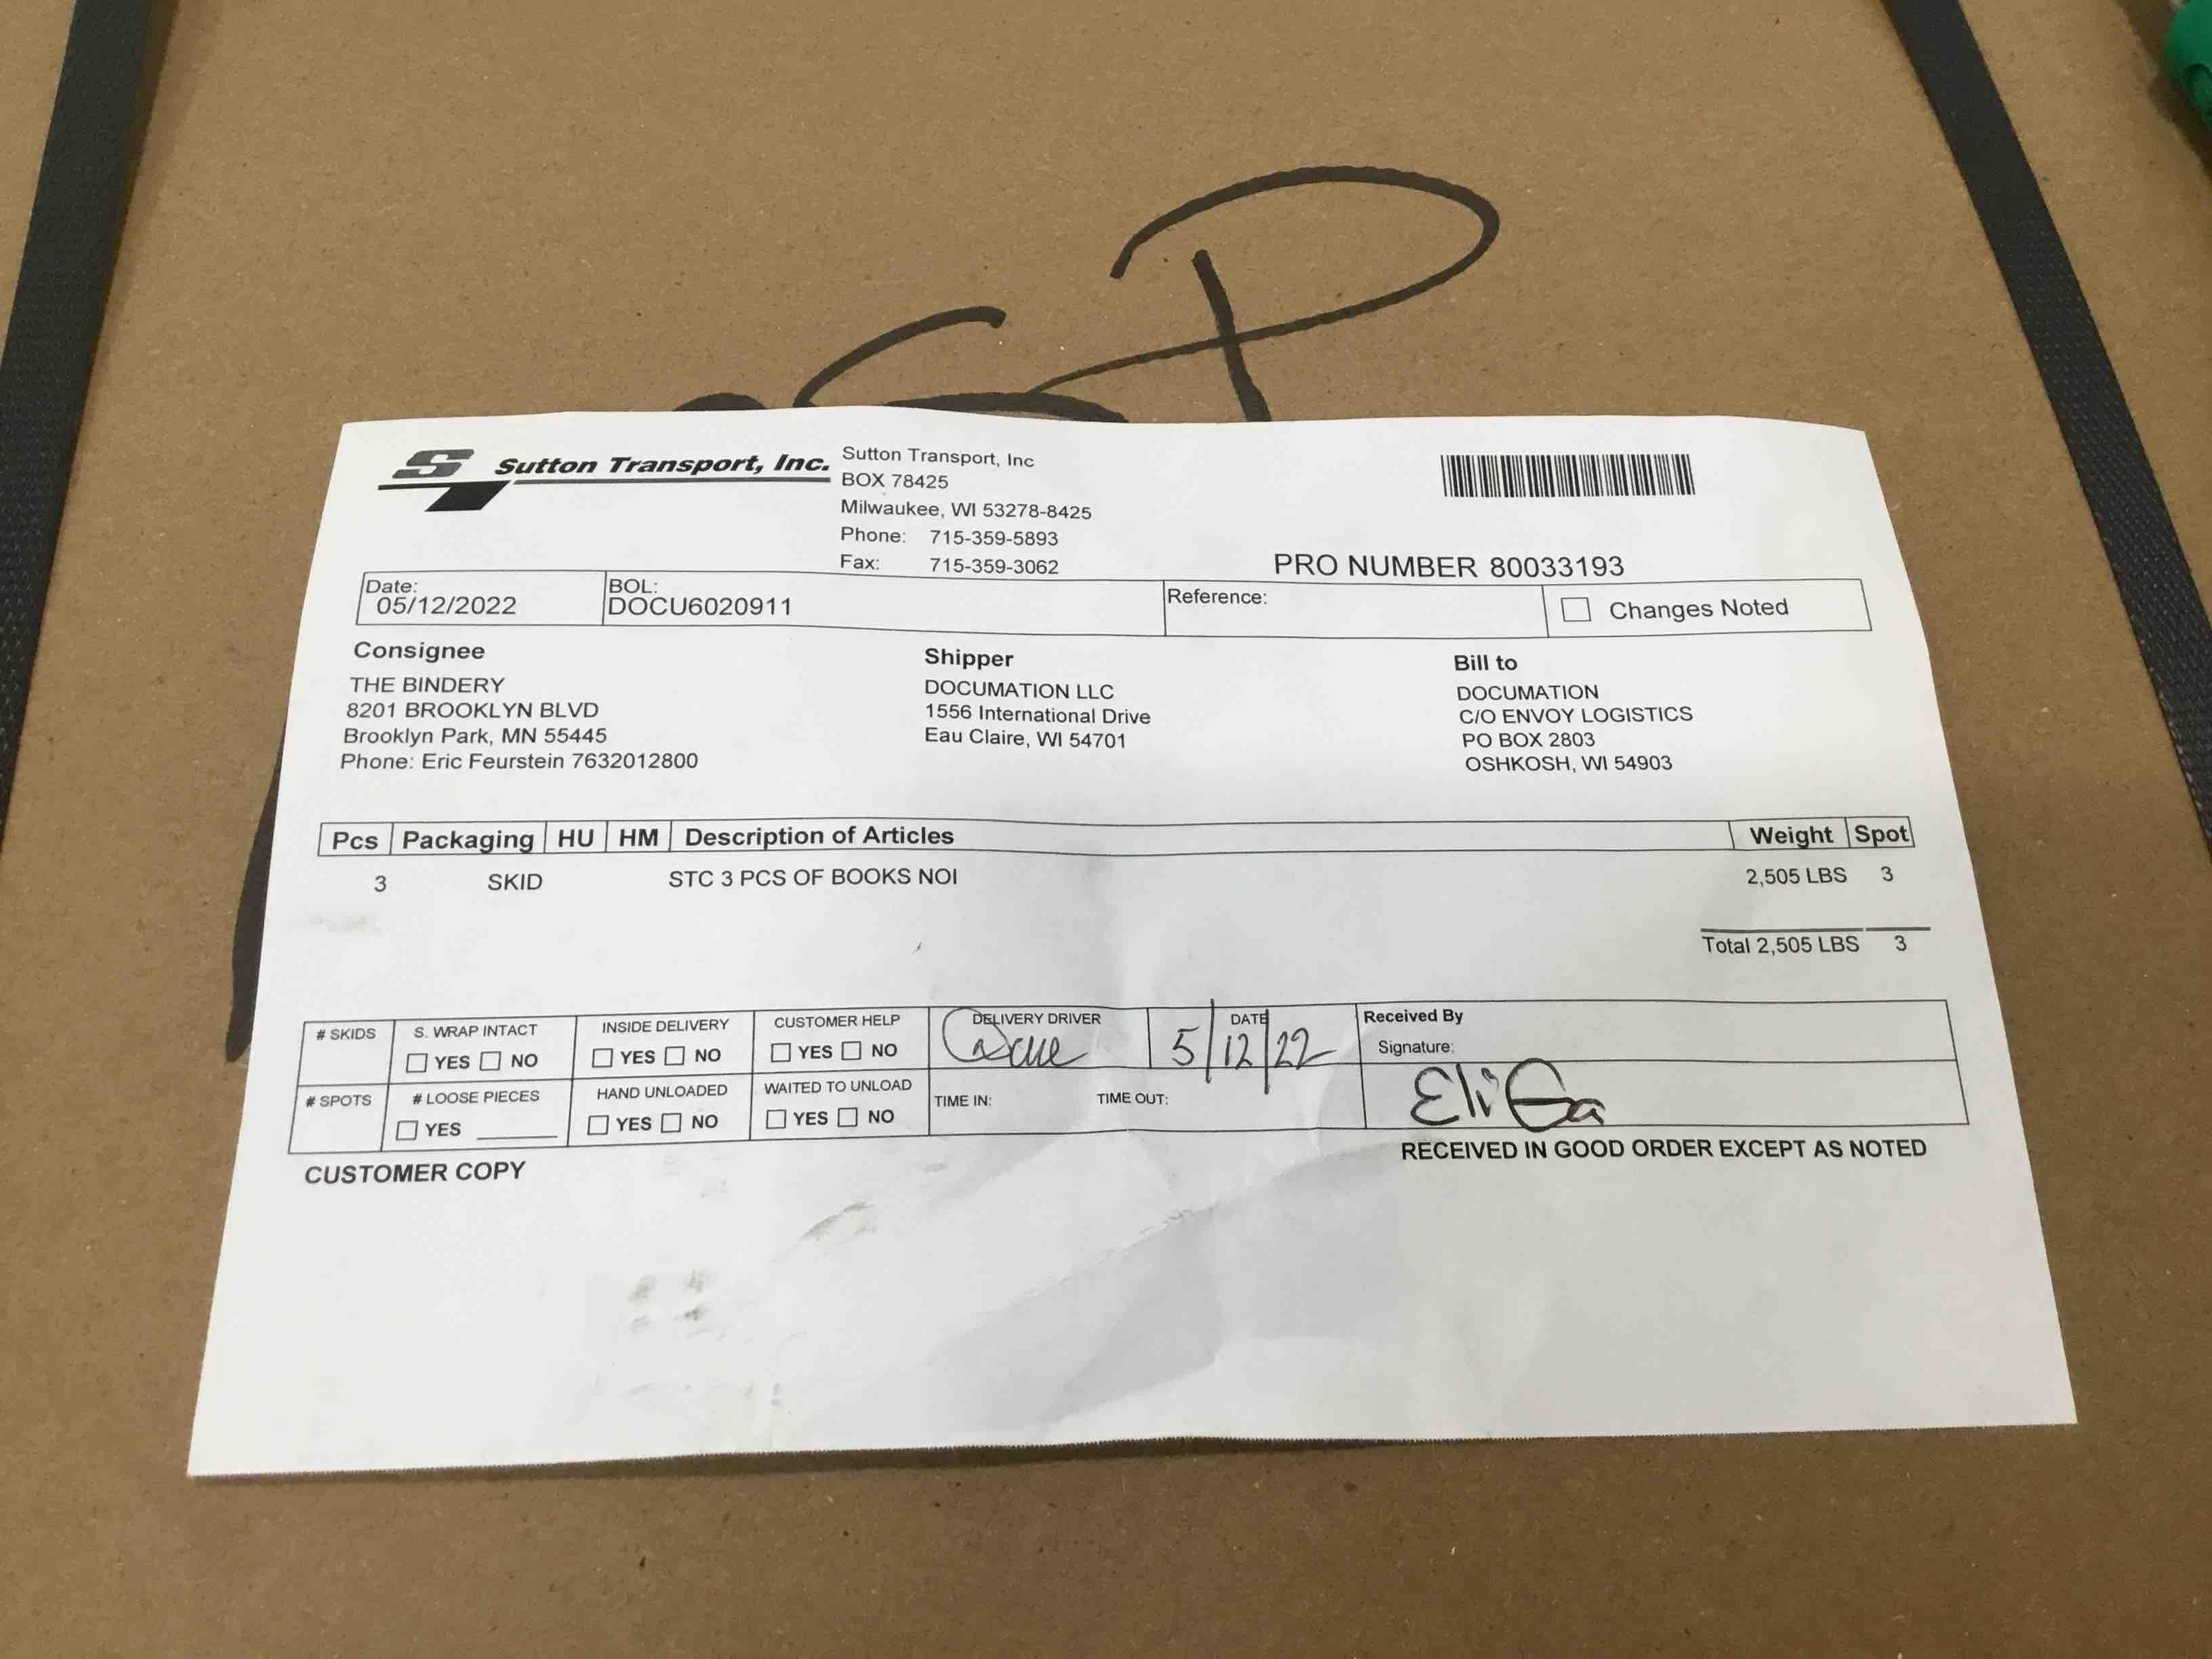 Sutton Transport, Inc.
Sutton Transport, Inc
BOX 78425
Milwaukee, WI 53278-8425
Phone: 715-359-5893
Fax: 715-359-3062
PRO NUMBER 80033193
Date:
05/12/2022
BOL:
DOCU6020911
Reference:
Changes Noted
Consignee
THE BINDERY
8201 BROOKLYN BLVD
Brooklyn Park, MN 55445
Phone: Eric Feurstein 7632012800
Shipper
DOCUMATION LLC
1556 International Drive
Eau Claire, WI 54701
Bill to
DOCUMATION
C/O ENVOY LOGISTICS
PO BOX 2803
OSHKOSH, WI 54903
Pcs Packaging HU HM Description of Articles Weight Spot
3 SKID STC 3 PCS OF BOOKS NOI 2,505 LBS 3
Total 2,505 LBS 3
# SKIDS
S. WRAP INTACT
YES NO
INSIDE DELIVERY
YES NO
CUSTOMER HELP
YES NO
DELIVERY DRIVER
DATE
5/12/22
Received By
Signature:
# SPOTS
# LOOSE PIECES
YES
HAND UNLOADED
YES NO
WAITED TO UNLOAD
YES NO
TIME IN: TIME OUT:
Eli
CUSTOMER COPY
RECEIVED IN GOOD ORDER EXCEPT AS NOTED